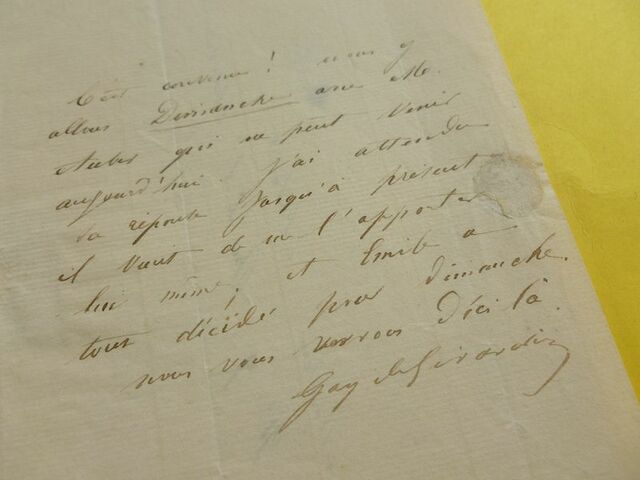 C'est convenu ! nous y
allons Dimanche avec Mr.
Auber qui ne peut venir
aujourd'hui. J'ai attendu
sa réponse jusqu'à présent
il vient de me l'apporter
lui même, et Emile a
tout décidé pour dimanche.
nous vous verrons d'ici là.
Gay de Girardin